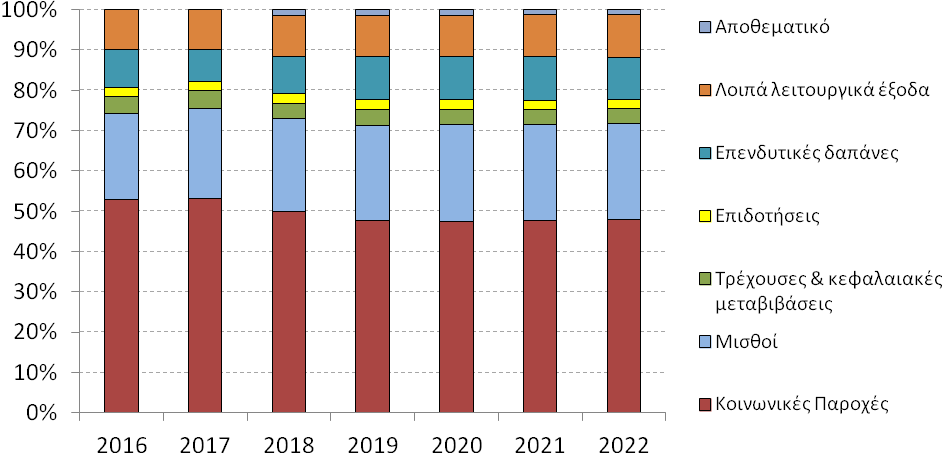 100%
90%
80%
70%
60%
50%
40%
30%
20%
10%
0%
2016 2017 2018 2019 2020 2021 2022
Αποθεματικό
Λοιπά λειτουργικά έξοδα
Επενδυτικές δαπάνες
Επιδοτήσεις
Τρέχουσες & κεφαλαιακές
μεταβιβάσεις
Μισθοί
Κοινωνικές Παροχές